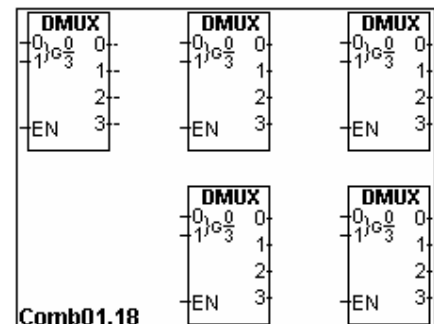 DMUX DMUX DMUX
0 0 0 0 0 0
1 }G 0/3 1 1 }G 0/3 1 1 }G 0/3 1
2 2 2
EN 3 EN 3 EN 3
DMUX DMUX
0 0 0 0
1 }G 0/3 1 1 }G 0/3 1
2 2
EN 3 EN 3
Comb01.18